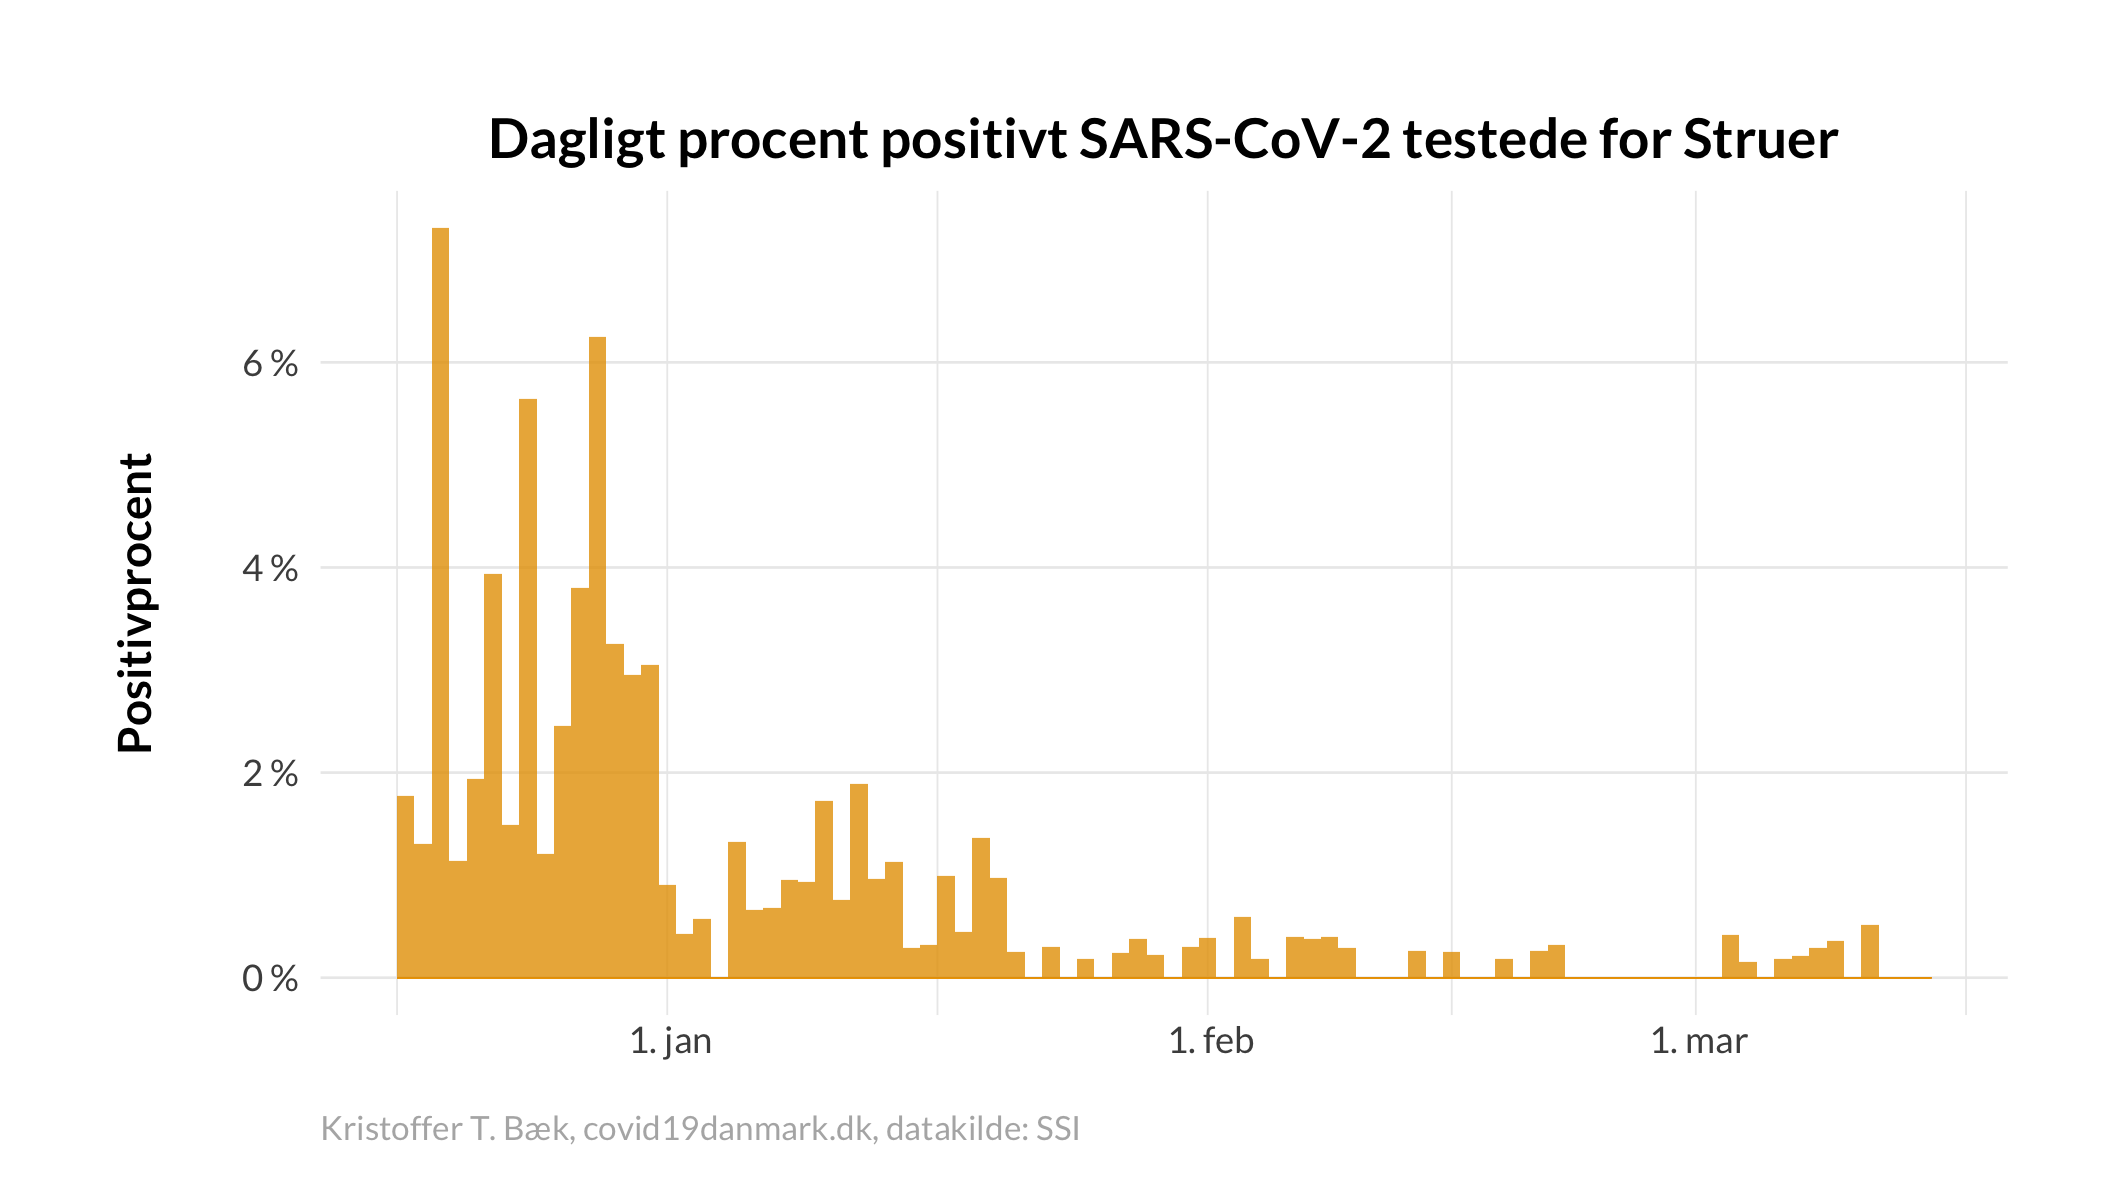 Dagligt procent positivt SARS-CoV-2 testede for Struer
Positivprocent
6 %
4 %
2 %
0 %
1. jan
1. feb
1. mar
Kristoffer T. Bæk, covid19danmark.dk, datakilde: SSI